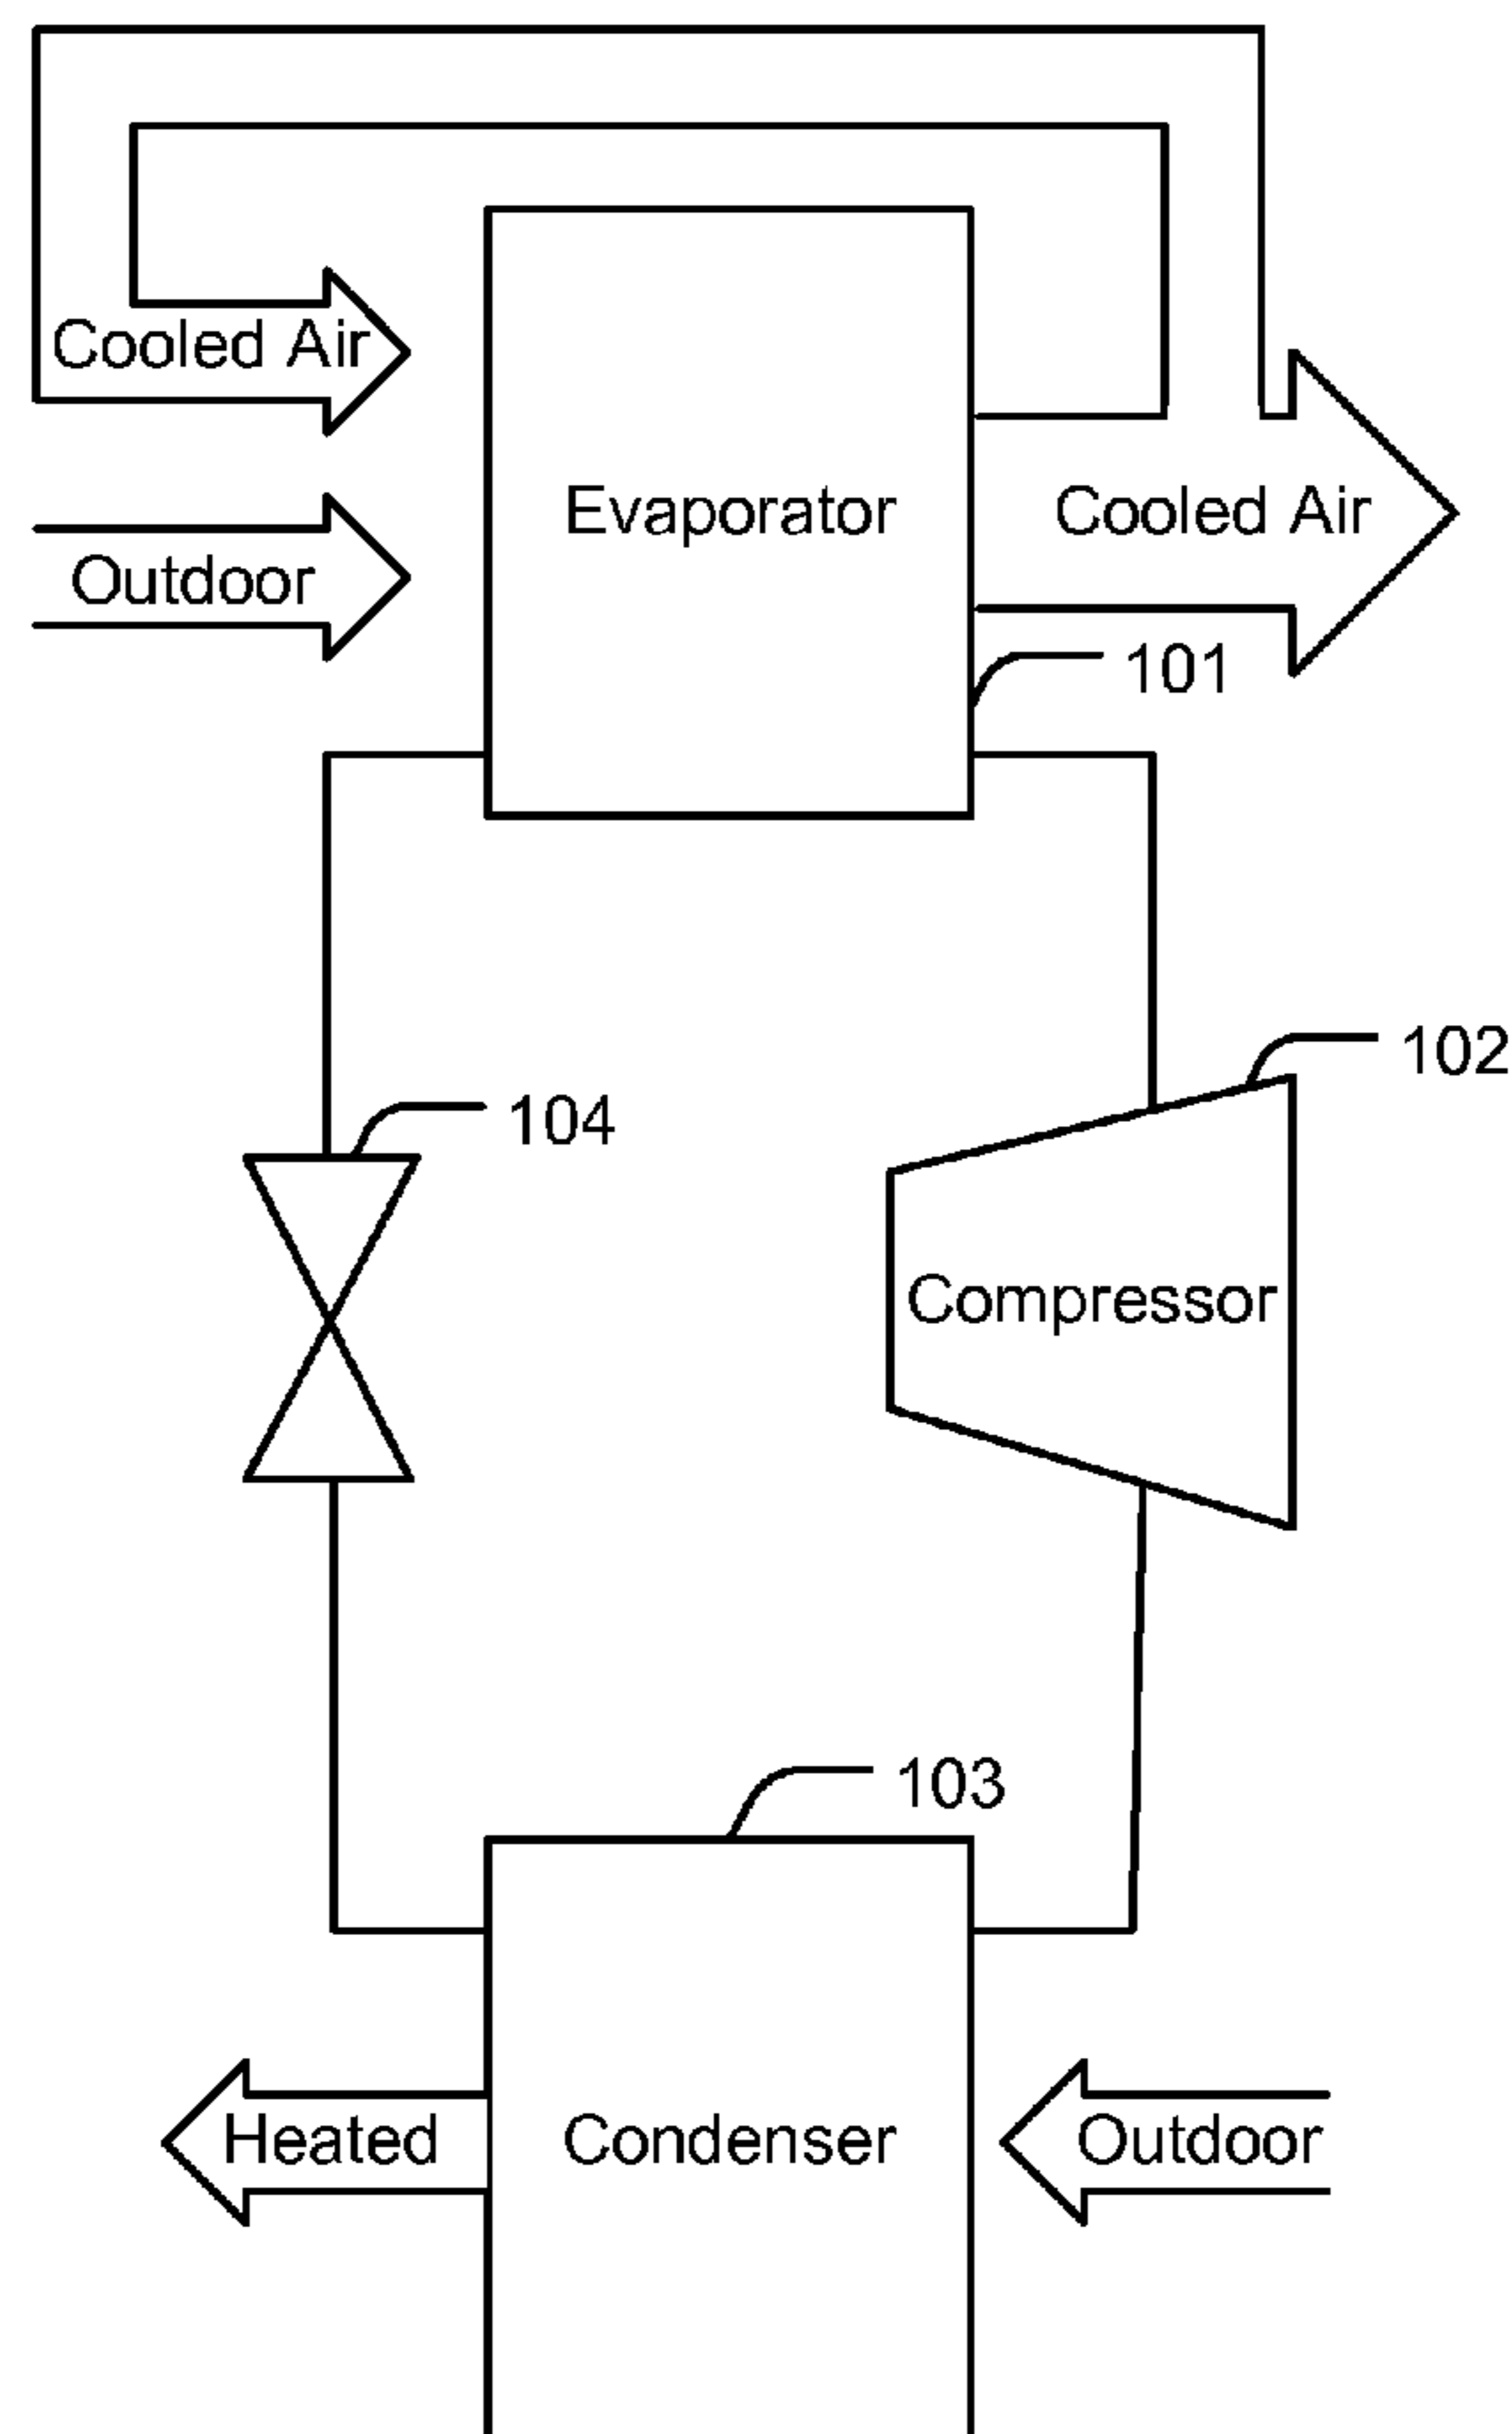 Cooled Air
Evaporator
Cooled Air
Outdoor
101
102
104
Compressor
103
Heated
Condenser
Outdoor